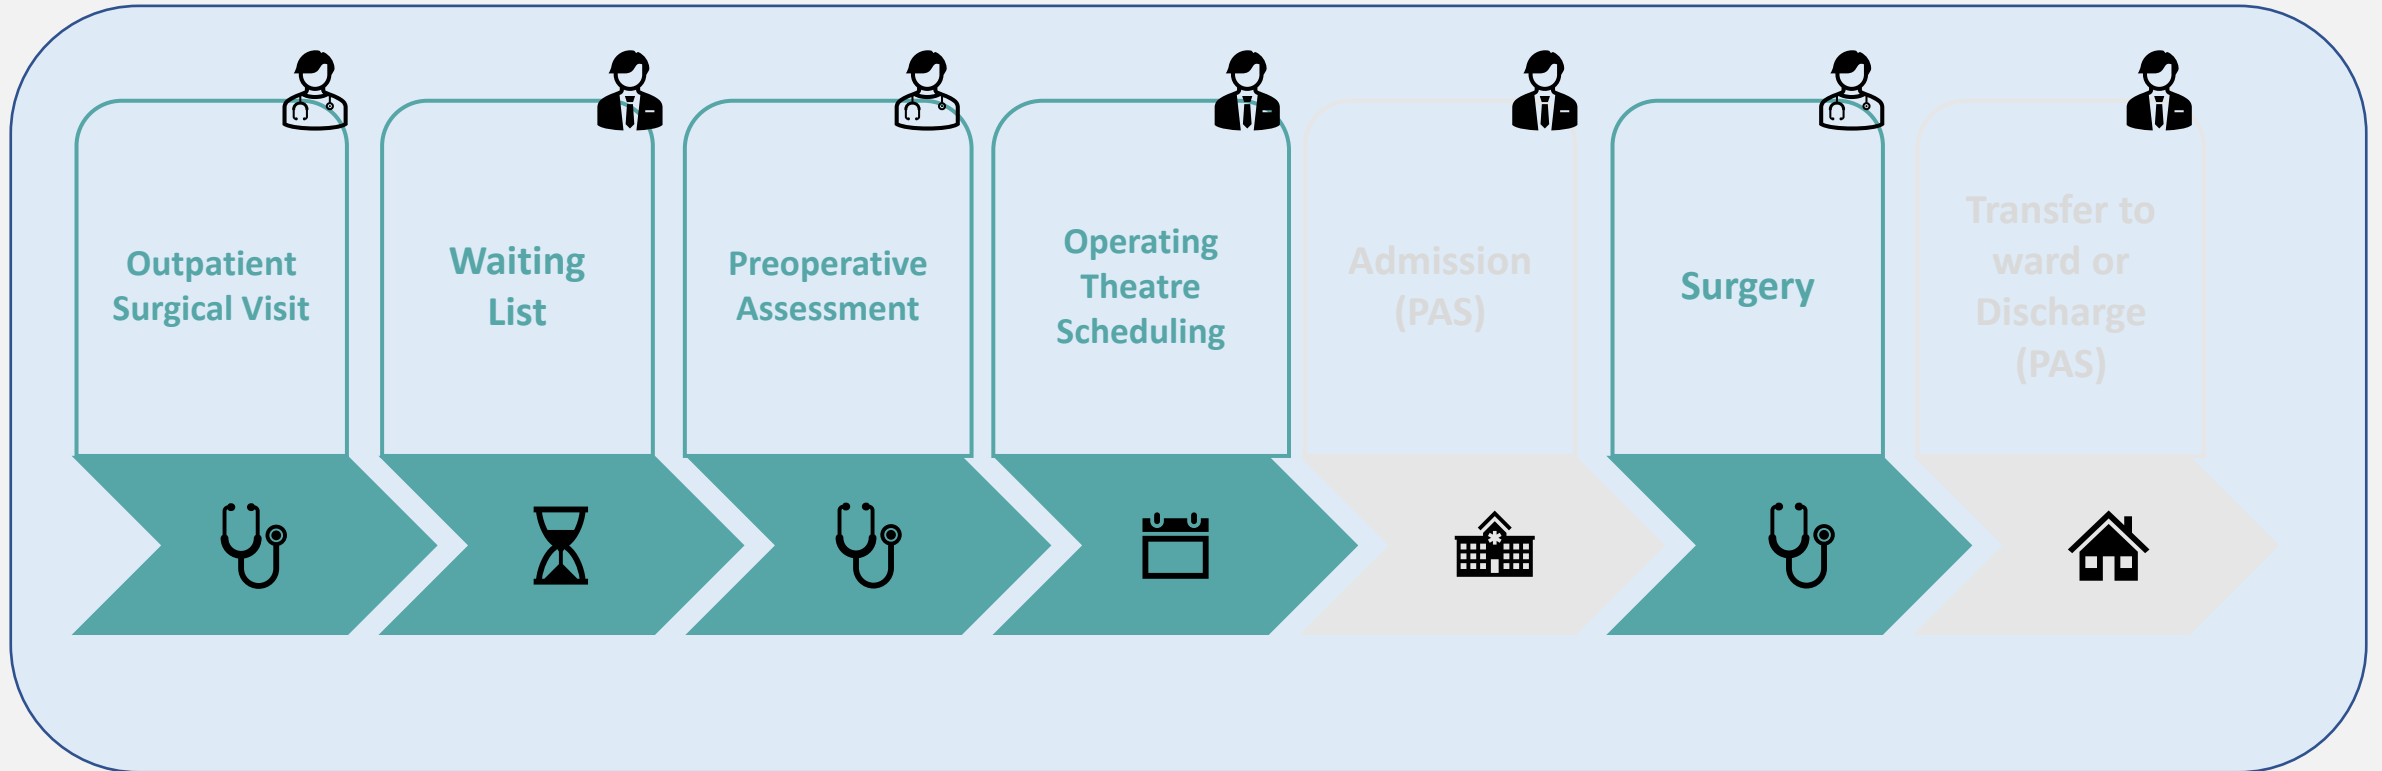 Outpatient
Surgical Visit
Waiting
List
Preoperative
Assessment
Operating
Theatre
Scheduling
Admission
(PAS)
Surgery
Transfer to
ward or
Discharge
(PAS)